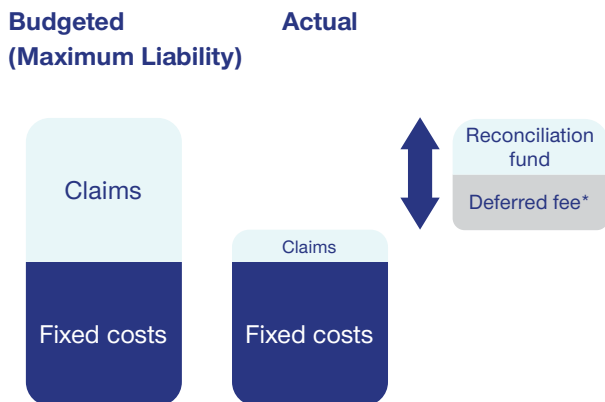 Budgeted
(Maximum Liability)
Actual
Claims
Fixed costs
Claims
Fixed costs
Reconciliation
fund
Deferred fee*